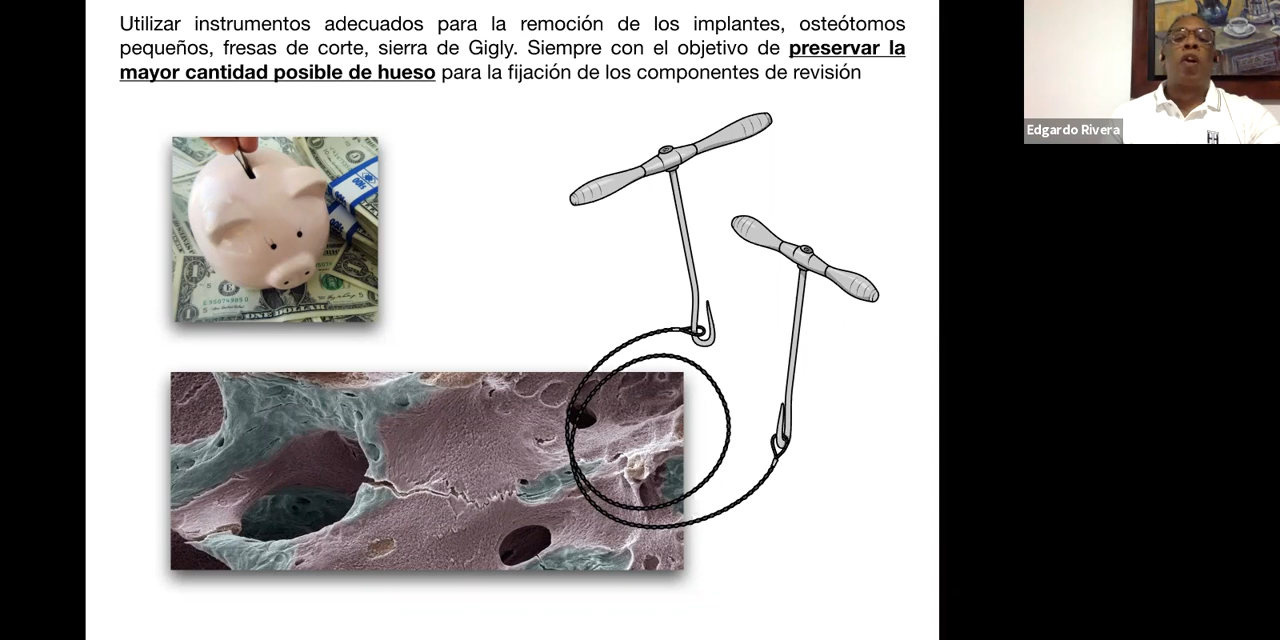 Utilizar instrumentos adecuados para la remoción de los implantes, osteótomos
pequeños, fresas de corte, sierra de Gigly. Siempre con el objetivo de preservar la
mayor cantidad posible de hueso para la fijación de los componentes de revisión
Edgardo Rivera
ONE DOLLAR